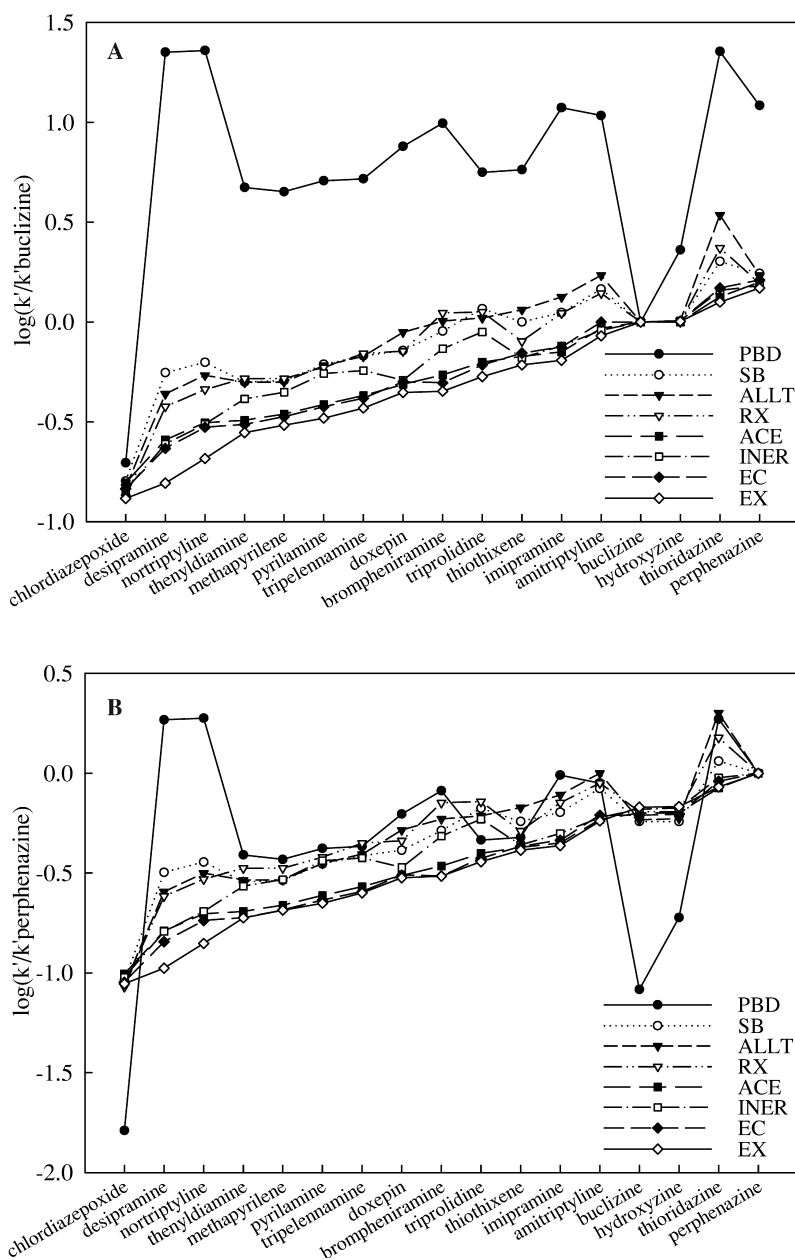 A
log(k'/k'buclizine)
1.5
1.0
0.5
0.0
-0.5
-1.0
PBD
SB
ALLT
RX
ACE
INER
EC
EX
chlordiazepoxide
desipramine
nortriptyline
thenyldiamine
methapyrilene
pyrilamine
tripelennamine
doxepin
brompheniramine
triprolidine
thiothixene
imipramine
amitriptyline
buclizine
hydroxyzine
thioridazine
perphenazine
B
log(k'/k'perphenazine)
0.5
0.0
-0.5
-1.0
-1.5
-2.0
PBD
SB
ALLT
RX
ACE
INER
EC
EX
chlordiazepoxide
desipramine
nortriptyline
thenyldiamine
methapyrilene
pyrilamine
tripelennamine
doxepin
brompheniramine
triprolidine
thiothixene
imipramine
amitriptyline
buclizine
hydroxyzine
thioridazine
perphenazine